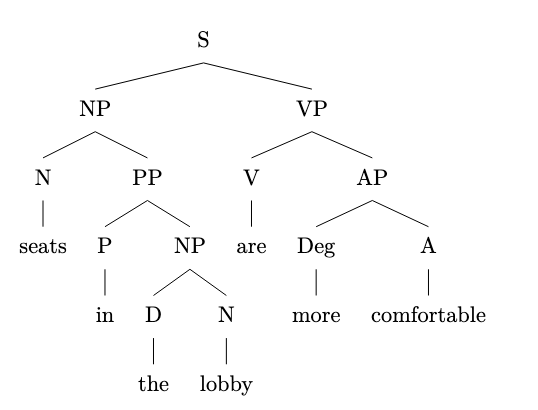 S
NP VP
N PP V AP
seats P NP are Deg A
in D N more comfortable
the lobby